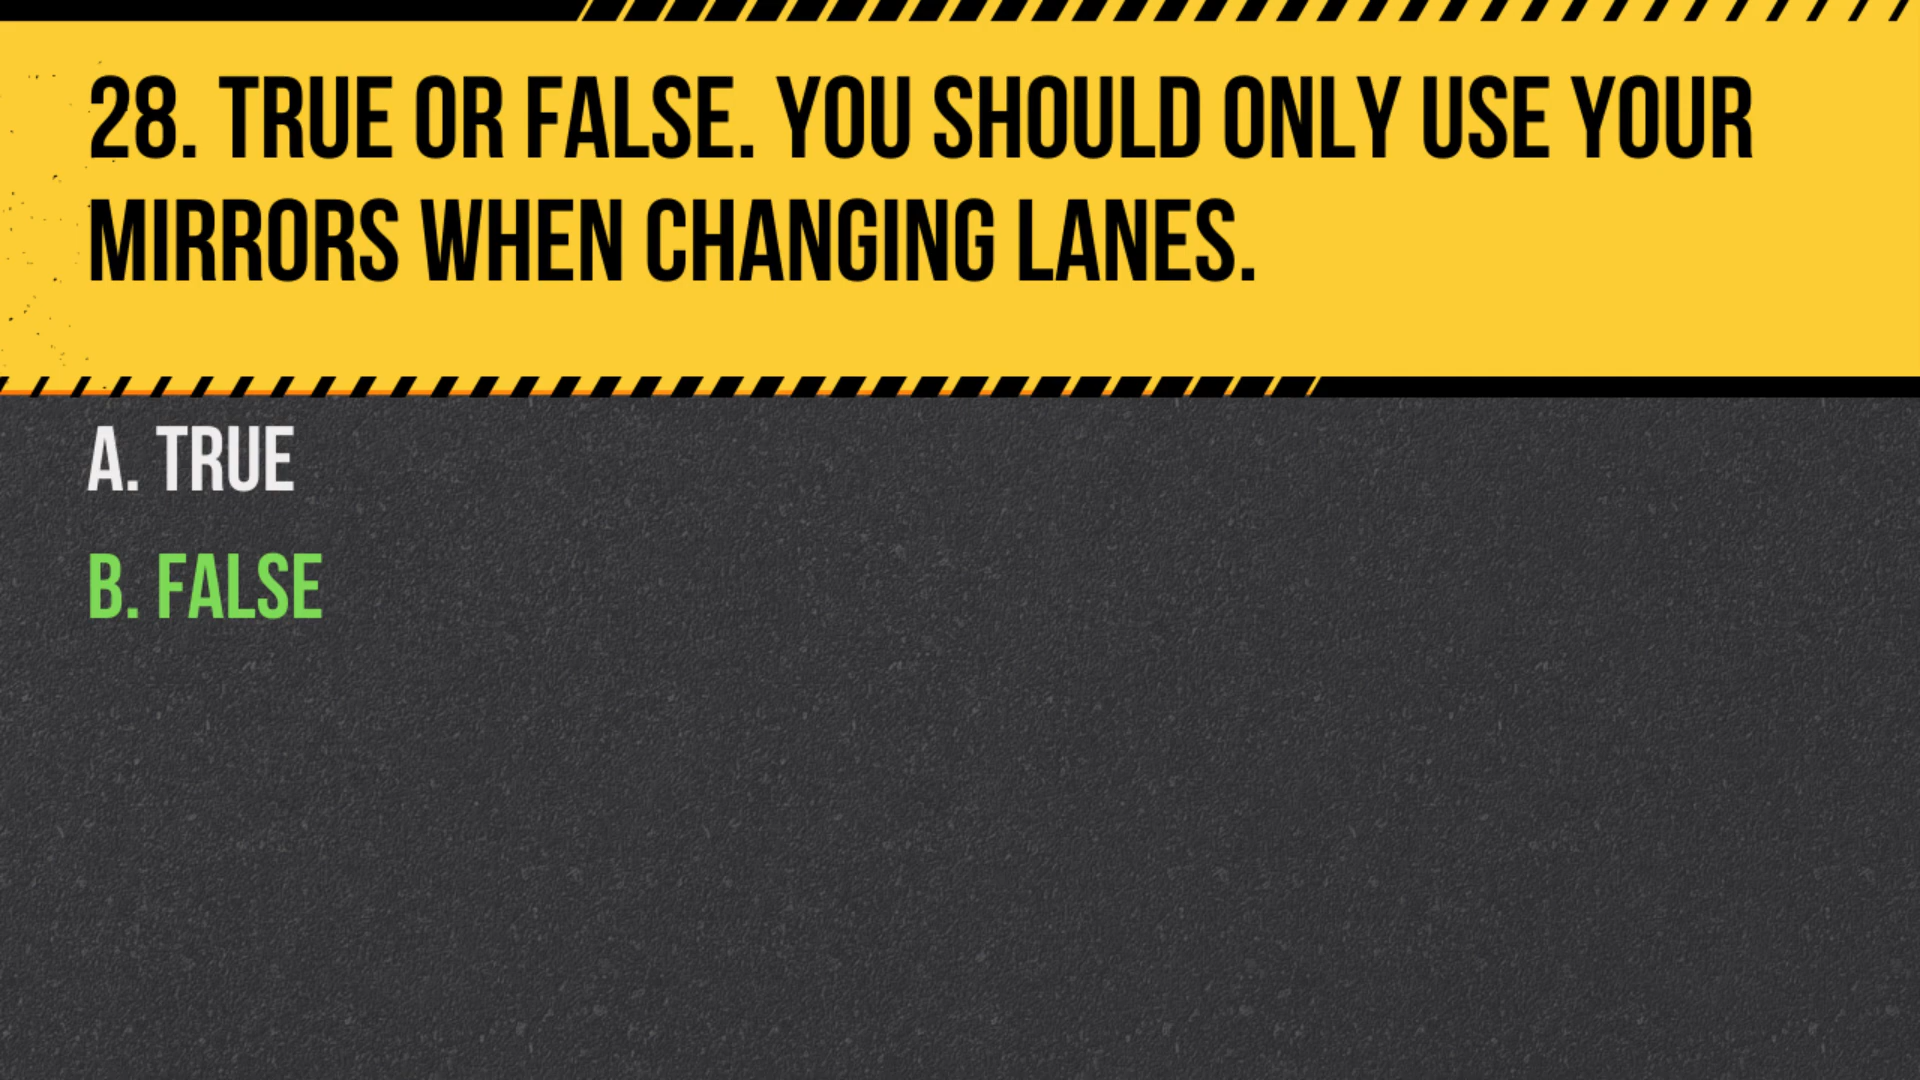 28. TRUE OR FALSE. YOU SHOULD ONLY USE YOUR
MIRRORS WHEN CHANGING LANES.
A. TRUE
B. FALSE